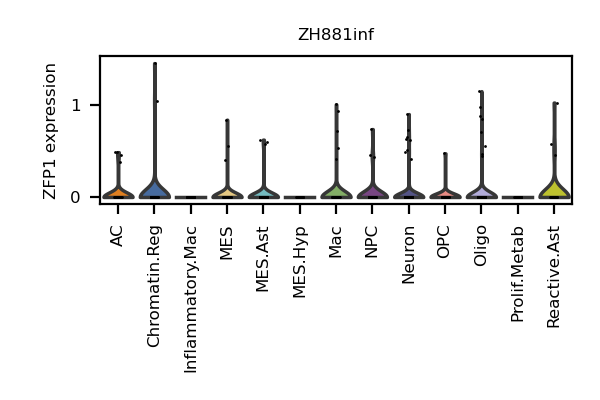 ZH881inf
ZFP1 expression
1
0
AC
Chromatin.Reg
Inflammatory.Mac
MES
MES.Ast
MES.Hyp
Mac
NPC
Neuron
OPC
Oligo
Prolif.Metab
Reactive.Ast